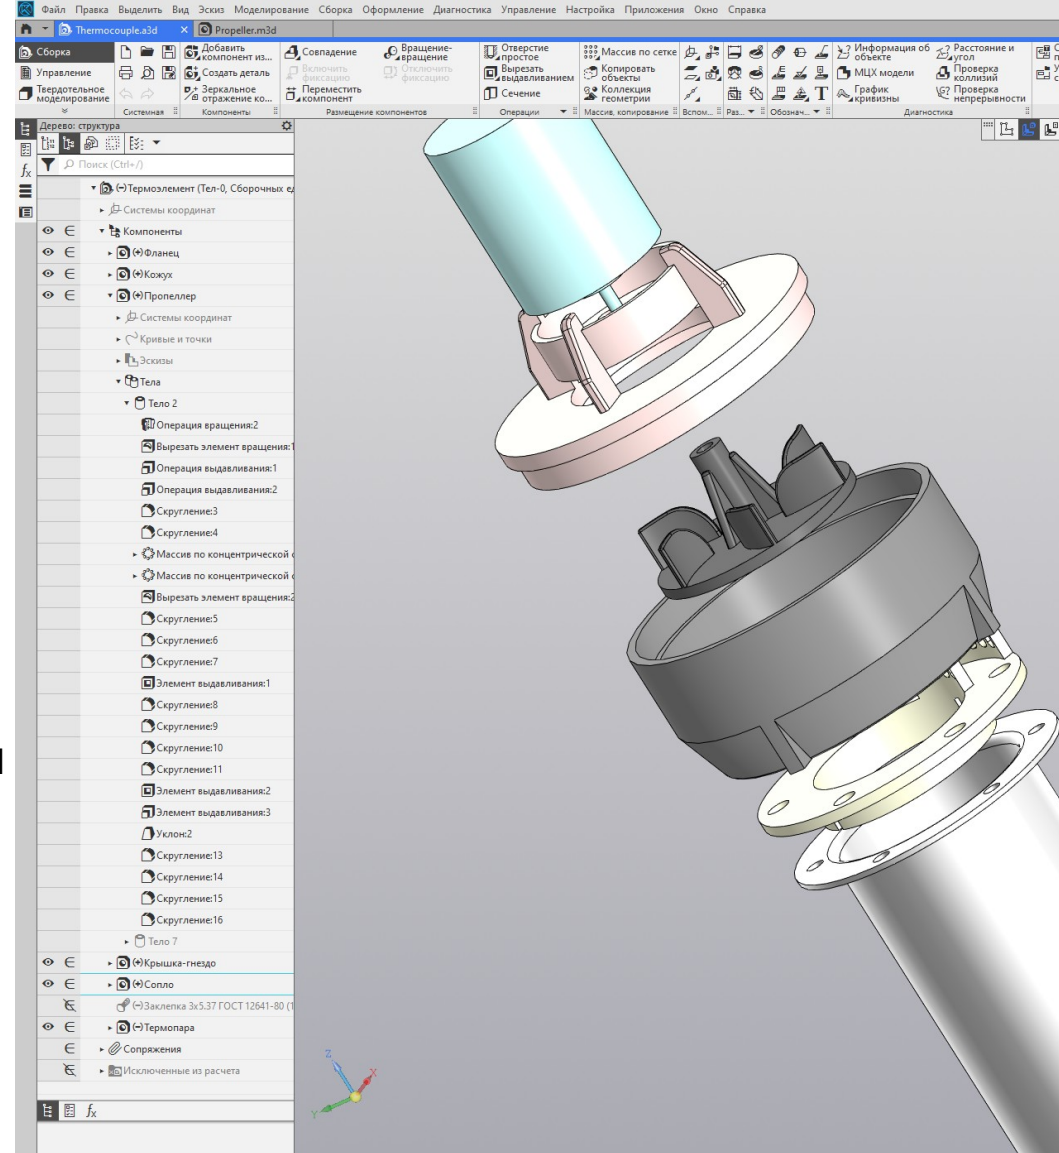 Файл Правка Выделить Вид Эскиз Моделирование Сборка Оформление Диагностика Управление Настройка Приложения Окно Справка
Thermocouple.a3d × Propeller.m3d
Сборка
Управление
Твердотельное
моделирование
Системная
Добавить
компонент из...
Создать деталь
Зеркальное
отражение ко...
Компоненты
Совпадение
Включить
фиксацию
Переместить
компонент
Вращение-
вращение
Отключить
фиксацию
Размещение компонентов
Отверстие
простое
Вырезать
выдавливанием
Сечение
Операции
Массив по сетке
Копировать
объекты
Коллекция
геометрии
Массив, копирование
Вспом...
Раз...
Обознач...
Информация об
объекте
МЦХ модели
График
кривизны
Расстояние и
угол
Проверка
коллизий
Проверка
непрерывности
Диагностика
Дерево: структура
Поиск (Ctrl+/)
(-)Термоэлемент (Тел-0, Сборочных ед
Системы координат
Компоненты
(+)Фланец
(+)Кожух
(+)Пропеллер
Системы координат
Кривые и точки
Эскизы
Тела
Тело 2
Операция вращения:2
Вырезать элемент вращения:1
Операция выдавливания:1
Операция выдавливания:2
Скругление:3
Скругление:4
Массив по концентрической с
Массив по концентрической с
Вырезать элемент вращения:2
Скругление:5
Скругление:6
Скругление:7
Элемент выдавливания:1
Скругление:8
Скругление:9
Скругление:10
Скругление:11
Элемент выдавливания:2
Элемент выдавливания:3
Уклон:2
Скругление:13
Скругление:14
Скругление:15
Скругление:16
Тело 7
(+)Крышка-гнездо
(+)Сопло
(-)Заклепка 3x5.37 ГОСТ 12641-80 (1
(-)Термопара
Сопряжения
Исключенные из расчета
Z
X
Y